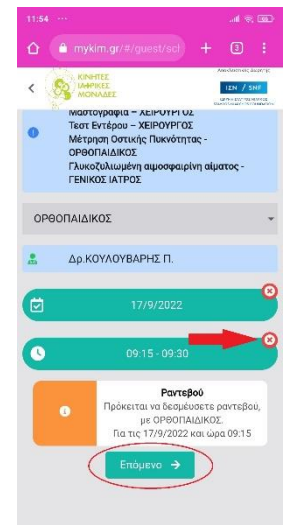 11:54
mykim.gr/#/guest/scl
3
ΚΙΝΗΤΕΣ
ΙΑΤΡΙΚΕΣ
ΜΟΝΑΔΕΣ
ΙΣΝ / SNF
Μαστογραφία – ΧΕΙΡΟΥΡΓΟΣ
Τεστ Εντέρου – ΧΕΙΡΟΥΡΓΟΣ
Μέτρηση Οστικής Πυκνότητας -
ΟΡΘΟΠΑΙΔΙΚΟΣ
Γλυκοζυλιωμένη αιμοσφαιρίνη αίματος -
ΓΕΝΙΚΟΣ ΙΑΤΡΟΣ
ΟΡΘΟΠΑΙΔΙΚΟΣ
Δρ.ΚΟΥΛΟΥΒΑΡΗΣ Π.
17/9/2022
09:15 - 09:30
Ραντεβού
Πρόκειται να δεσμεύσετε ραντεβού,
με ΟΡΘΟΠΑΙΔΙΚΟΣ.
Για τις 17/9/2022 και ώρα 09:15
Επόμενο →